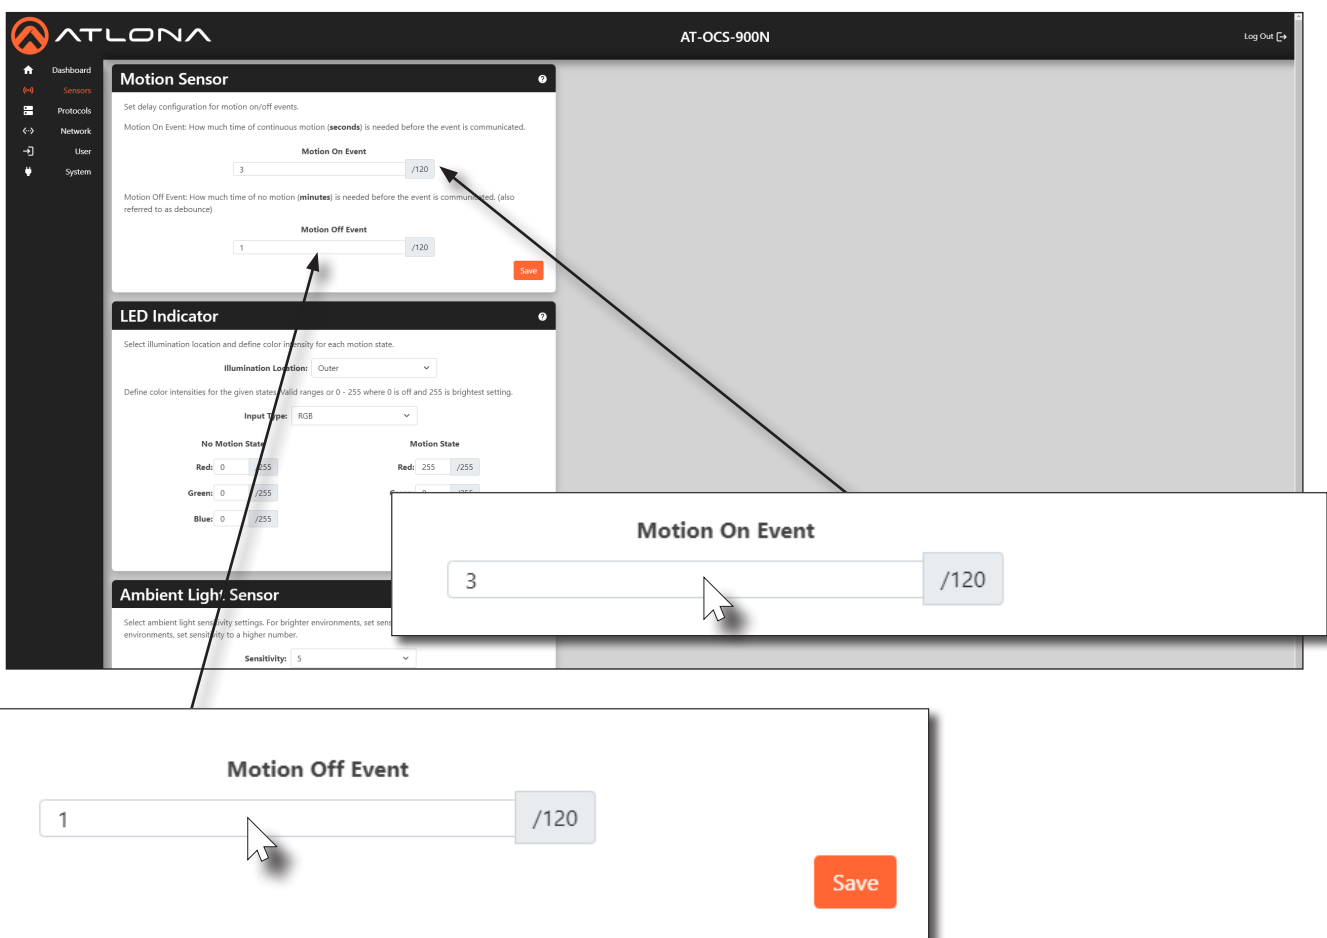 ATLONA
AT-OCS-900N
Log Out
Dashboard
Sensors
Protocols
Network
User
System
Motion Sensor
Set delay configuration for motion on/off events.
Motion On Event: How much time of continuous motion (seconds) is needed before the event is communicated.
Motion On Event
3 /120
Motion Off Event: How much time of no motion (minutes) is needed before the event is communicated. (also
referred to as debounce)
Motion Off Event
1 /120
Save
LED Indicator
Select illumination location and define color intensity for each motion state.
Illumination Location: Outer
Define color intensities for the given states. Valid ranges or 0 - 255 where 0 is off and 255 is brightest setting.
Input Type: RGB
No Motion State Motion State
Red: 0 /255 Red: 255 /255
Green: 0 /255
Blue: 0 /255
Ambient Light Sensor
Select ambient light sensitivity settings. For brighter environments, set
environments, set sensitivity to a higher number.
Sensitivity: 5
Motion On Event
3 /120
Motion Off Event
1 /120
Save